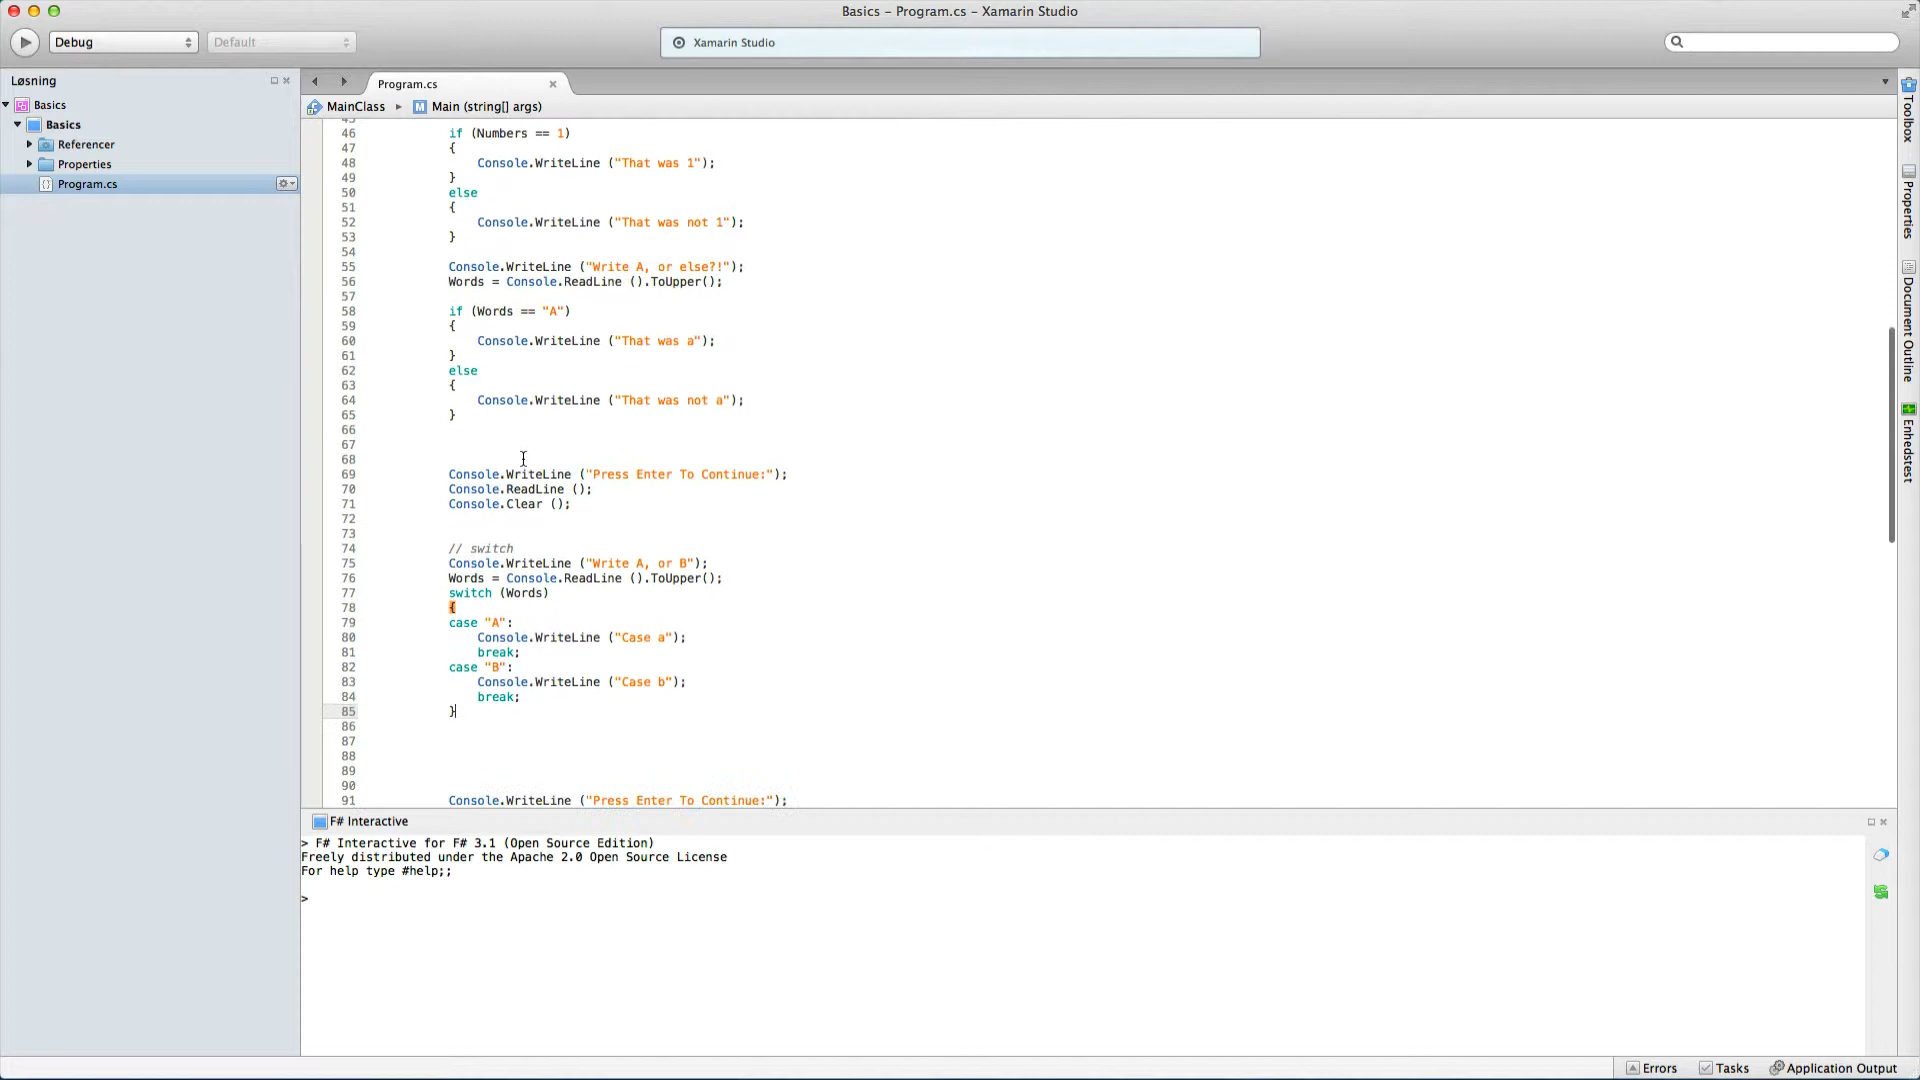 Basics – Program.cs – Xamarin Studio
Debug
Default
Xamarin Studio
Løsning
Basics
Basics
Referencer
Properties
Program.cs
Program.cs
MainClass
Main (string[] args)
46 if (Numbers == 1)
47 {
48 Console.WriteLine ("That was 1");
49 }
50 else
51 {
52 Console.WriteLine ("That was not 1");
53 }
54
55 Console.WriteLine ("Write A, or else?!");
56 Words = Console.ReadLine ().ToUpper();
57
58 if (Words == "A")
59 {
60 Console.WriteLine ("That was a");
61 }
62 else
63 {
64 Console.WriteLine ("That was not a");
65 }
66
67
68
69 Console.WriteLine ("Press Enter To Continue:");
70 Console.ReadLine ();
71 Console.Clear ();
72
73
74 // switch
75 Console.WriteLine ("Write A, or B");
76 Words = Console.ReadLine ().ToUpper();
77 switch (Words)
78 {
79 case "A":
80 Console.WriteLine ("Case a");
81 break;
82 case "B":
83 Console.WriteLine ("Case b");
84 break;
85 }
86
87
88
89
90
91 Console.WriteLine ("Press Enter To Continue:");
F# Interactive
> F# Interactive for F# 3.1 (Open Source Edition)
Freely distributed under the Apache 2.0 Open Source License
For help type #help;;
>
Toolbox
Properties
Document Outline
Enhedstest
Errors
Tasks
Application Output